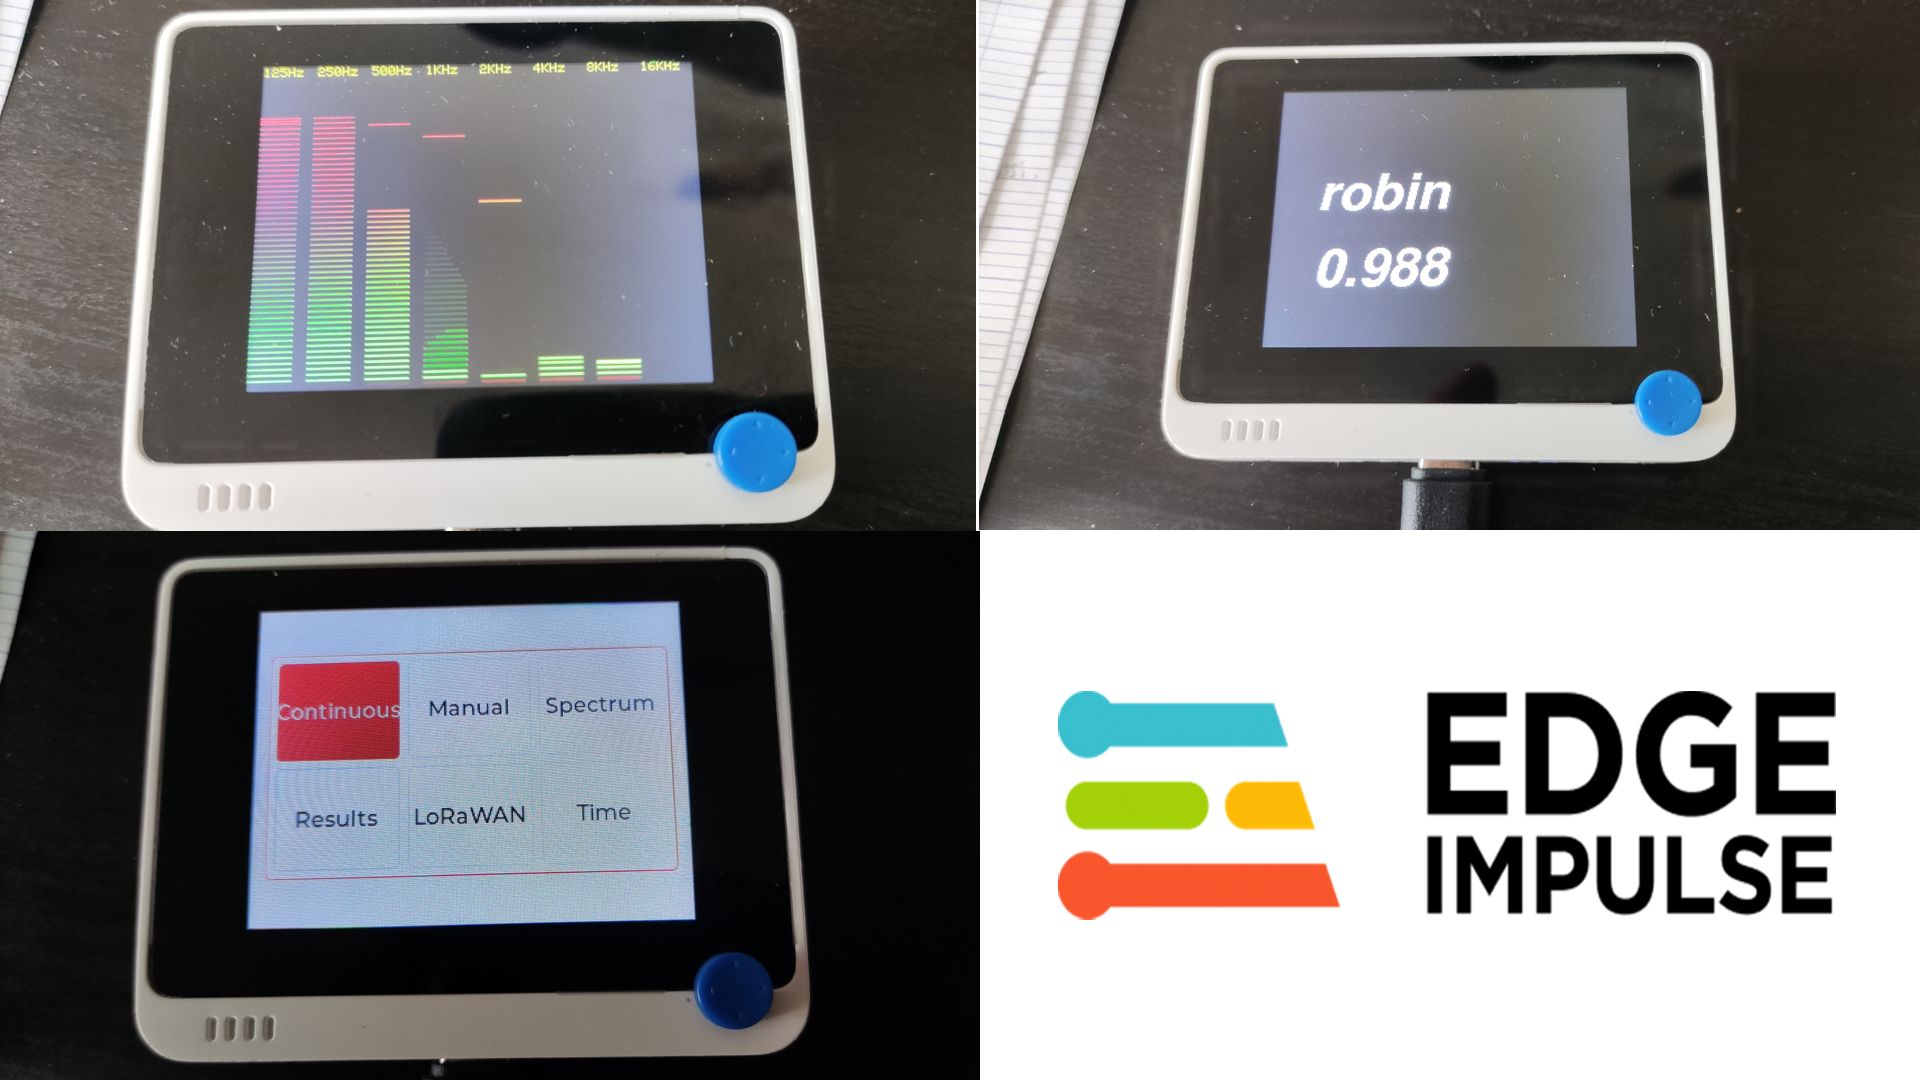 125Hz 250Hz 500Hz 1KHz 2KHz 4KHz 8KHz 16KHz
robin
0.988
Continuous Manual Spectrum
Results LoRaWAN Time
EDGE
IMPULSE